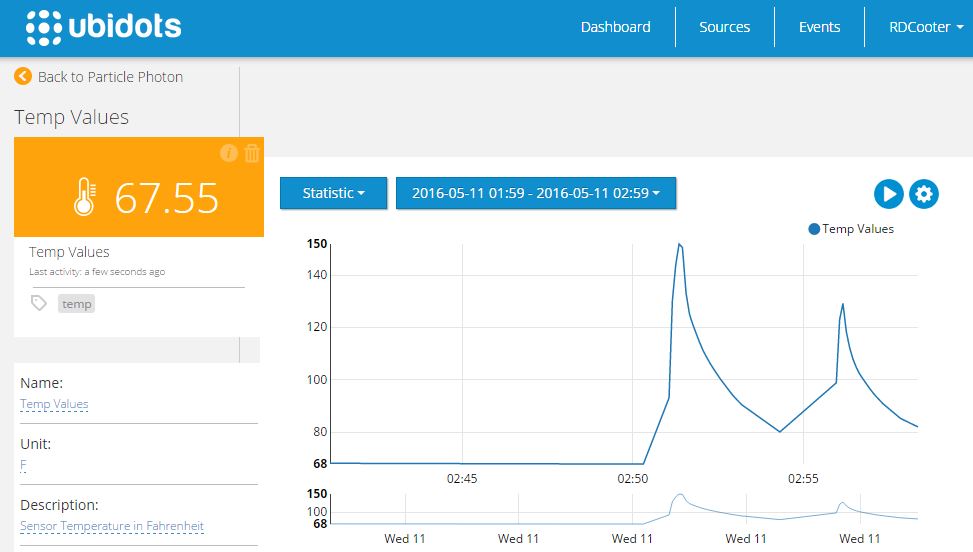 ubidots
Dashboard
Sources
Events
RDCooter
Back to Particle Photon
Temp Values
67.55
Temp Values
Last activity: a few seconds ago
temp
Name:
Temp Values
Unit:
F
Description:
Sensor Temperature in Fahrenheit
Statistic
2016-05-11 01:59 - 2016-05-11 02:59
Temp Values
150
140
120
100
80
68
02:45
02:50
02:55
150
100
68
Wed 11
Wed 11
Wed 11
Wed 11
Wed 11